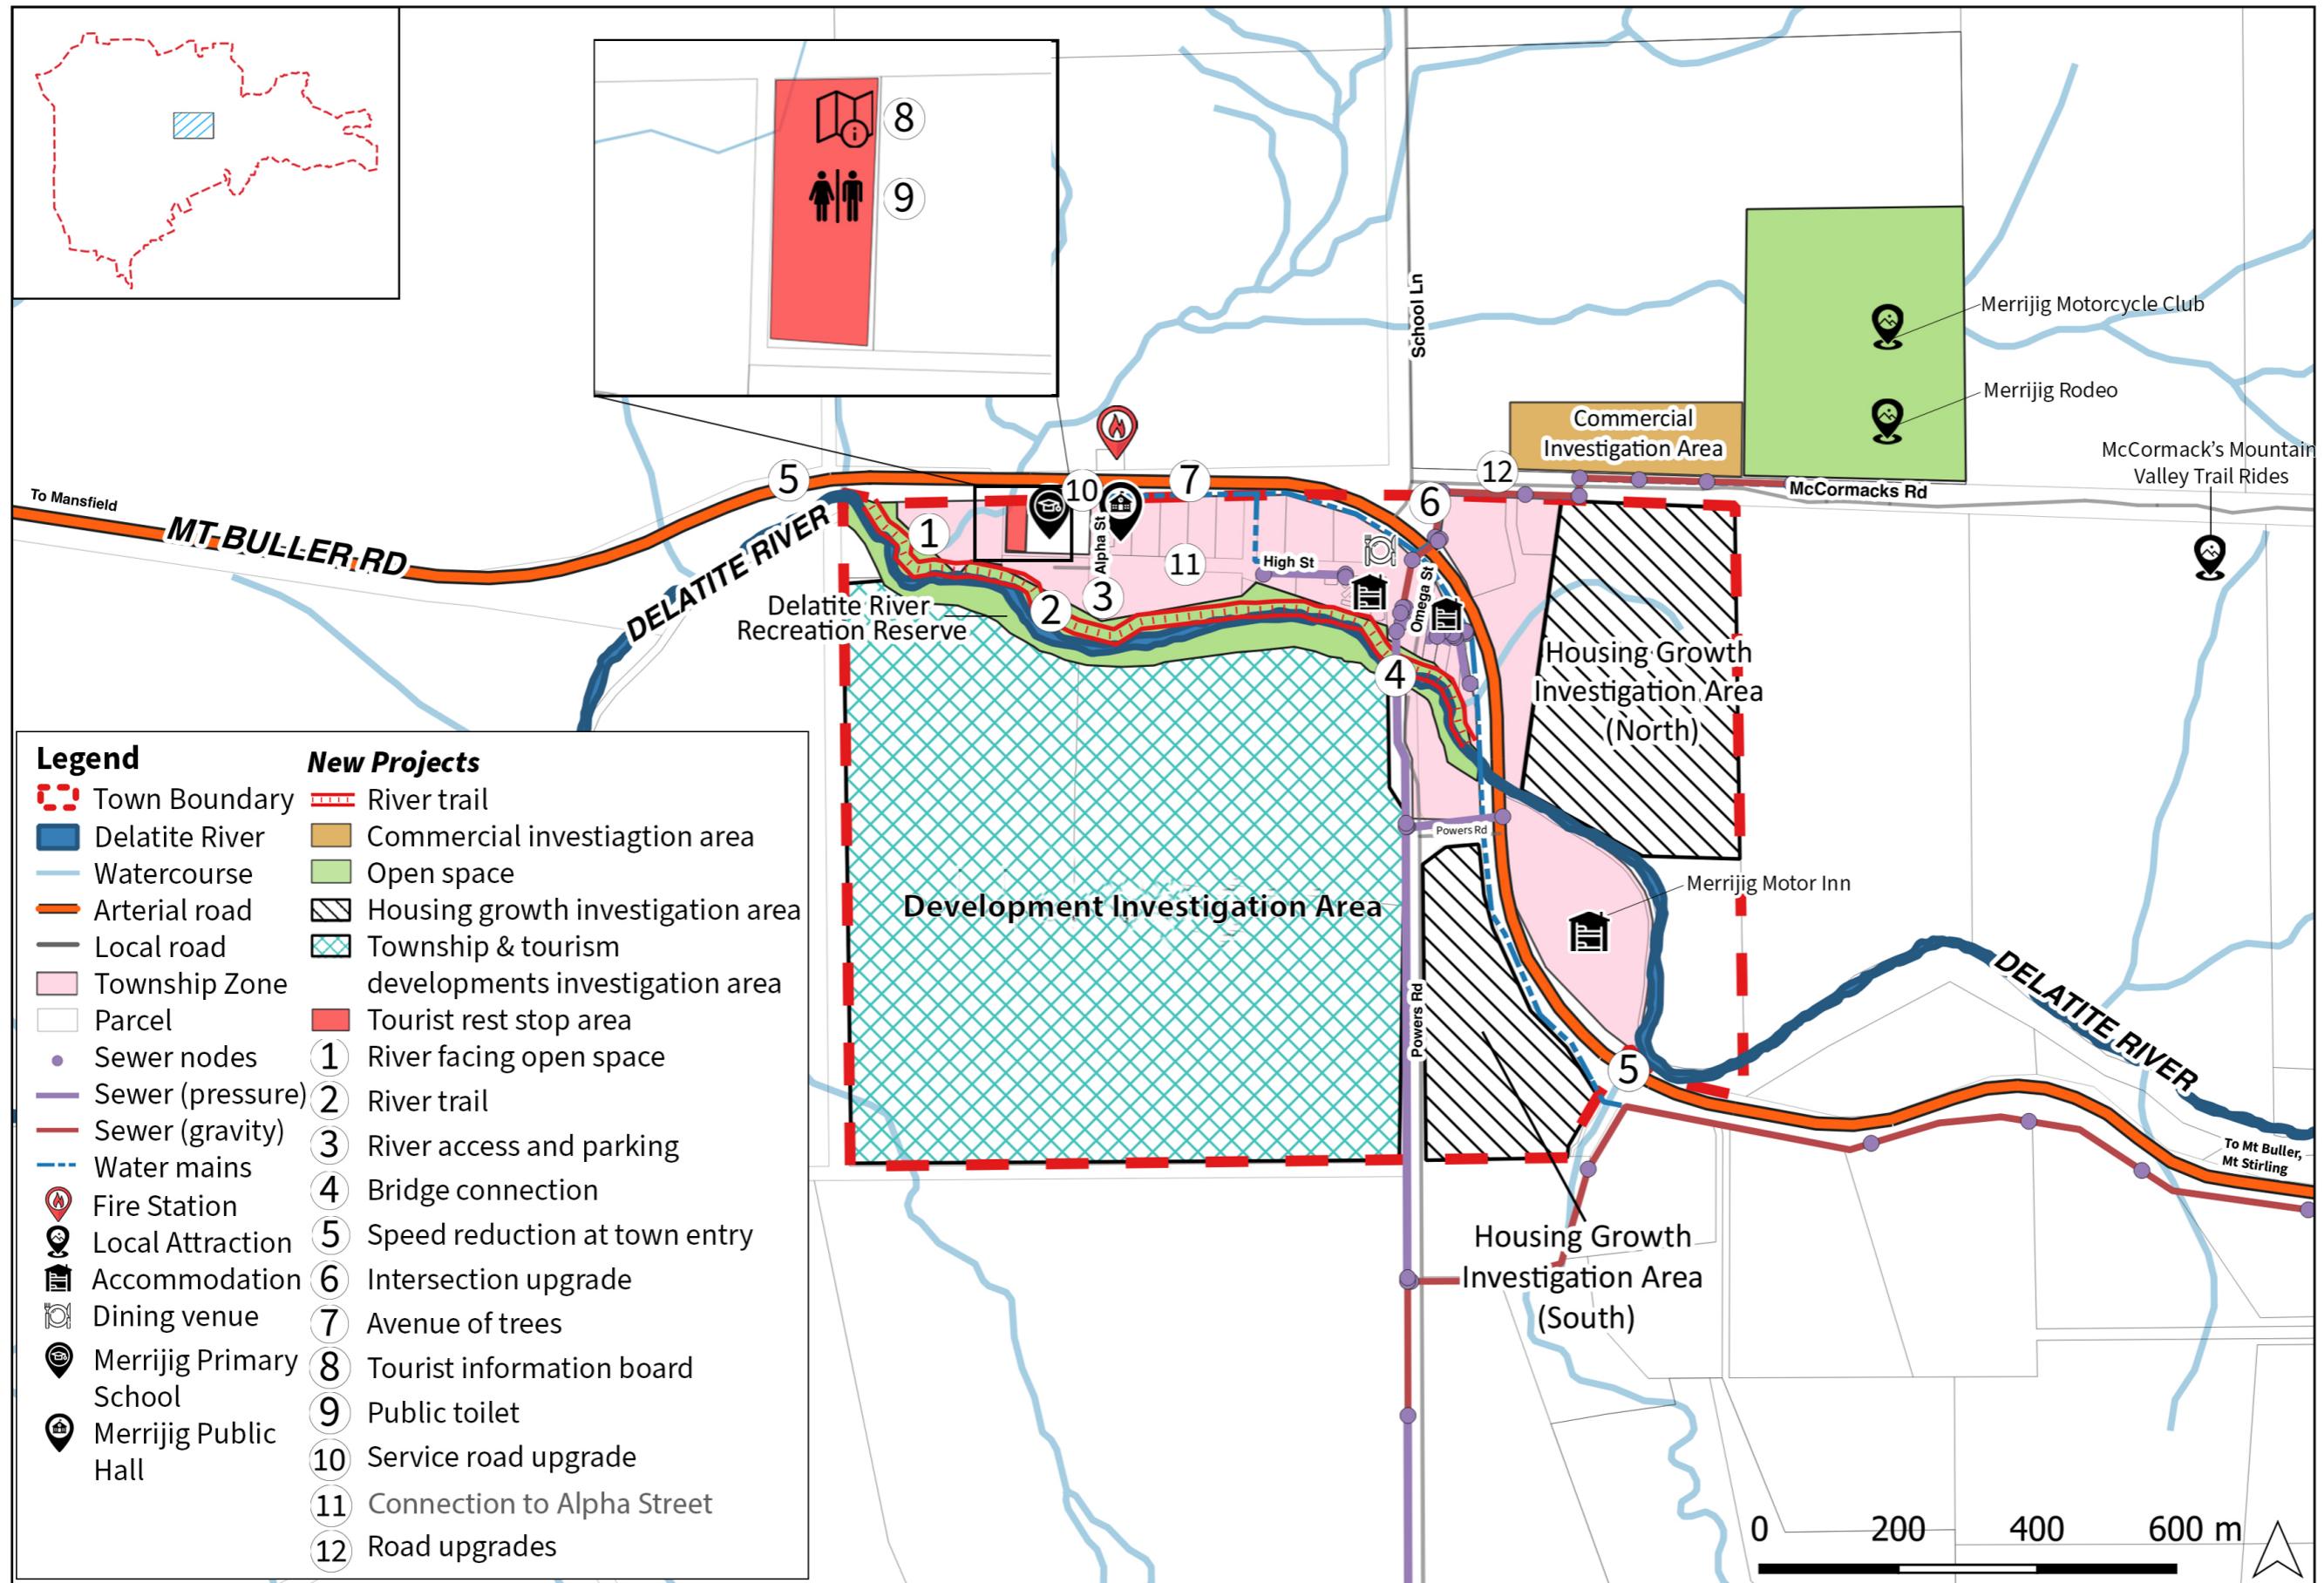 8
9
School Ln
Merrijig Motorcycle Club
Merrijig Rodeo
Commercial
Investigation Area
McCormack's Mountain
Valley Trail Rides
12
McCormacks Rd
5
10
7
6
To Mansfield
MT BULLER RD
DELATITE RIVER
1
Alpha St
11
High St
2
3
Omega St
Delatite River
Recreation Reserve
4
Housing Growth
Investigation Area
(North)
Powers Rd
Merrijig Motor Inn
Development Investigation Area
Powers Rd
5
DELATITE RIVER
To Mt Buller,
Mt Stirling
Housing Growth
Investigation Area
(South)
Legend
Town Boundary
Delatite River
Watercourse
Arterial road
Local road
Township Zone
Parcel
Sewer nodes
Sewer (pressure)
Sewer (gravity)
Water mains
Fire Station
Local Attraction
Accommodation
Dining venue
Merrijig Primary
School
Merrijig Public
Hall
New Projects
River trail
Commercial investiagtion area
Open space
Housing growth investigation area
Township & tourism
developments investigation area
Tourist rest stop area
1 River facing open space
2 River trail
3 River access and parking
4 Bridge connection
5 Speed reduction at town entry
6 Intersection upgrade
7 Avenue of trees
8 Tourist information board
9 Public toilet
10 Service road upgrade
11 Connection to Alpha Street
12 Road upgrades
0 200 400 600 m